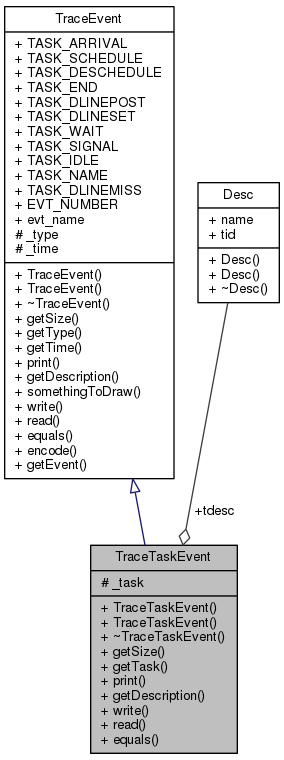 TraceEvent
+ TASK_ARRIVAL
+ TASK_SCHEDULE
+ TASK_DESCHEDULE
+ TASK_END
+ TASK_DLINEPOST
+ TASK_DLINESET
+ TASK_WAIT
+ TASK_SIGNAL
+ TASK_IDLE
+ TASK_NAME
+ TASK_DLINEMISS
+ EVT_NUMBER
+ evt_name
# _type
# _time
+ TraceEvent()
+ TraceEvent()
+ ~TraceEvent()
+ getSize()
+ getType()
+ getTime()
+ print()
+ getDescription()
+ somethingToDraw()
+ write()
+ read()
+ equals()
+ encode()
+ getEvent()
Desc
+ name
+ tid
+ Desc()
+ Desc()
+ ~Desc()
+tdesc
TraceTaskEvent
# _task
+ TraceTaskEvent()
+ TraceTaskEvent()
+ ~TraceTaskEvent()
+ getSize()
+ getTask()
+ print()
+ getDescription()
+ write()
+ read()
+ equals()